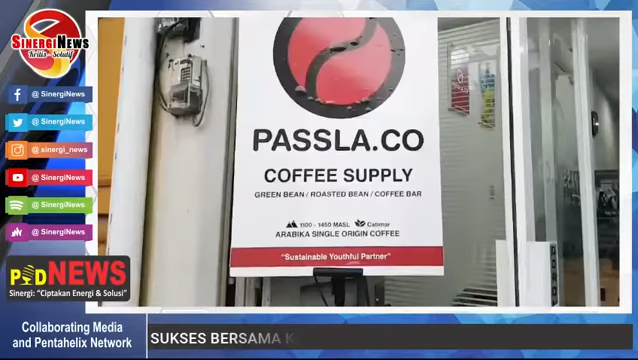 SINERGINEWS
Kritis - Solutif
@ SinergiNews
@ SinergiNews
@ sinergi_news
@ SinergiNews
@ SinergiNews
@ SinergiNews
PODNEWS
Sinergi: "Ciptakan Energi & Solusi"
Collaborating Media
and Pentahelix Network
PASSLA.CO
COFFEE SUPPLY
GREEN BEAN / ROASTED BEAN / COFFEE BAR
1100 - 1450 MASL Catimor
ARABIKA SINGLE ORIGIN COFFEE
"Sustainable Youthful Partner"
SUKSES BERSAMA K